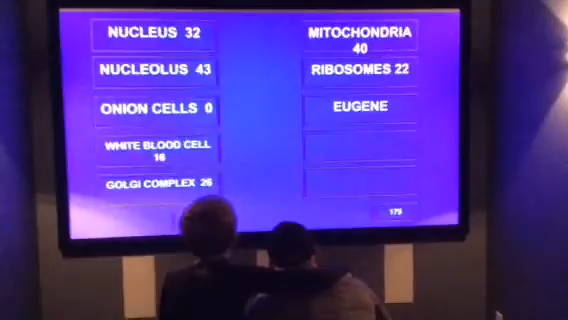 NUCLEUS 32
NUCLEOLUS 43
ONION CELLS 0
WHITE BLOOD CELL
16
GOLGI COMPLEX 26
MITOCHONDRIA
40
RIBOSOMES 22
EUGENE
175